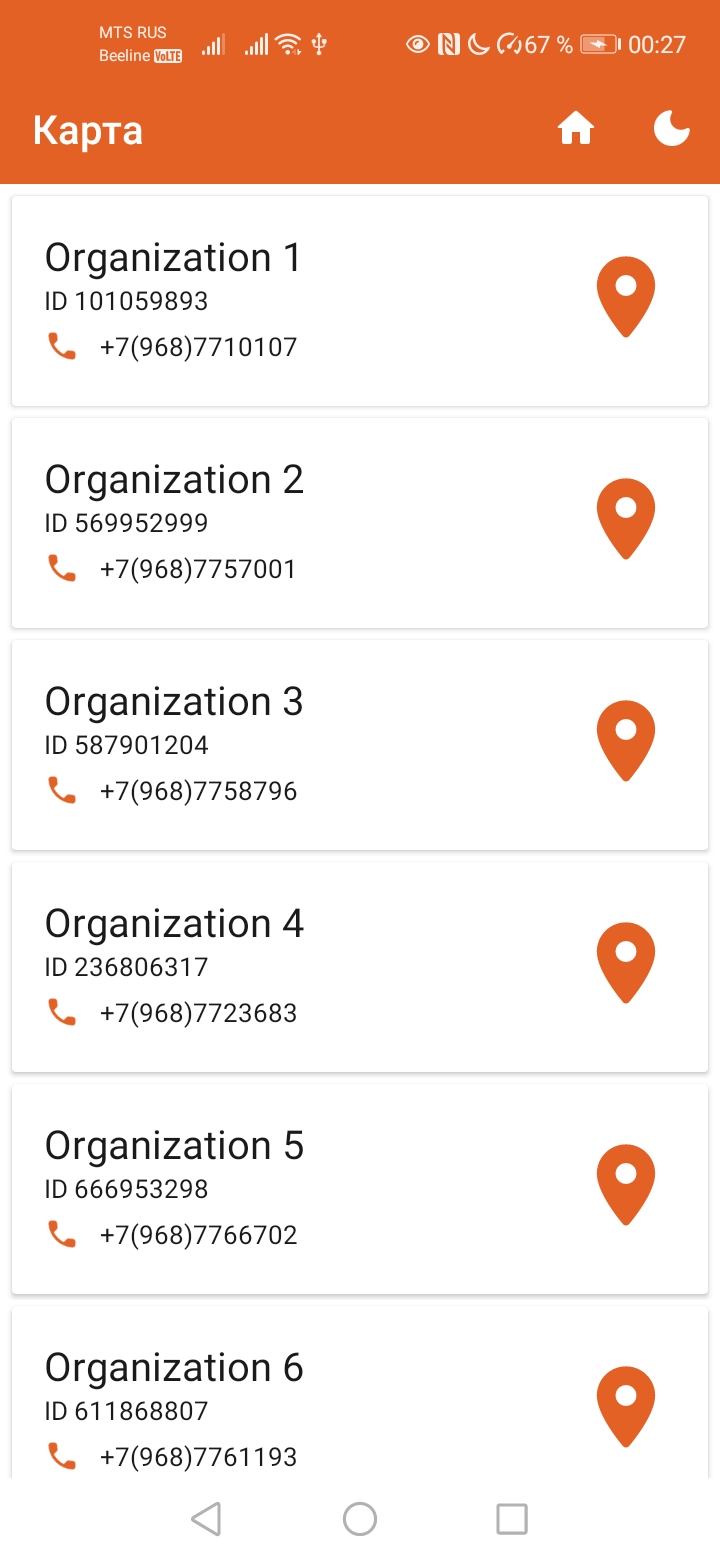 MTS RUS
Beeline VoLTE
67 % 00:27
Карта
Organization 1
ID 101059893
+7(968)7710107
Organization 2
ID 569952999
+7(968)7757001
Organization 3
ID 587901204
+7(968)7758796
Organization 4
ID 236806317
+7(968)7723683
Organization 5
ID 666953298
+7(968)7766702
Organization 6
ID 611868807
+7(968)7761193